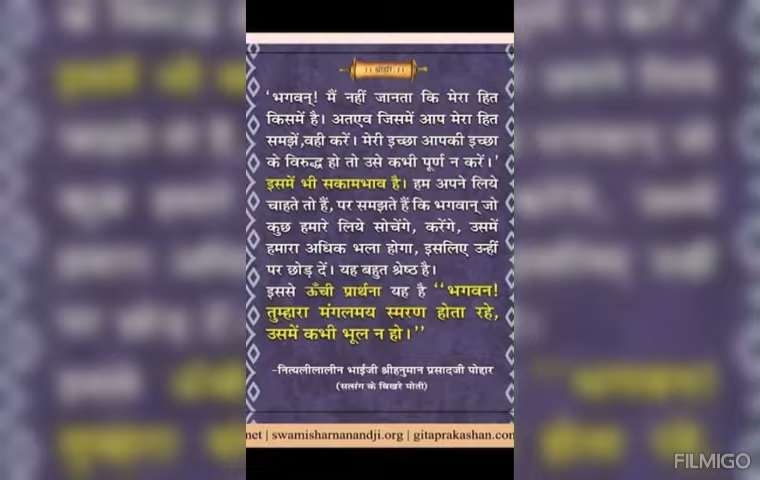 ।। श्रीहरि: ।।
‘भगवन्! मैं नहीं जानता कि मेरा हित
किसमें है। अतएव जिसमें आप मेरा हित
समझें,वही करें। मेरी इच्छा आपकी इच्छा
के विरुद्ध हो तो उसे कभी पूर्ण न करें।’
इसमें भी सकामभाव है। हम अपने लिये
चाहते तो हैं, पर समझते हैं कि भगवान् जो
कुछ हमारे लिये सोचेंगे, करेंगे, उसमें
हमारा अधिक भला होगा, इसलिए उन्हीं
पर छोड़ दें। यह बहुत श्रेष्ठ है।
इससे ऊँची प्रार्थना यह है ‘‘भगवन!
तुम्हारा मंगलमय स्मरण होता रहे,
उसमें कभी भूल न हो।’’
-नित्यलीलालीन भाईजी श्रीहनुमान प्रसादजी पोद्दार
(सत्संग के बिखरे मोती)
net | swamisharnanandji.org | gitaprakashan.com
FILMIGO